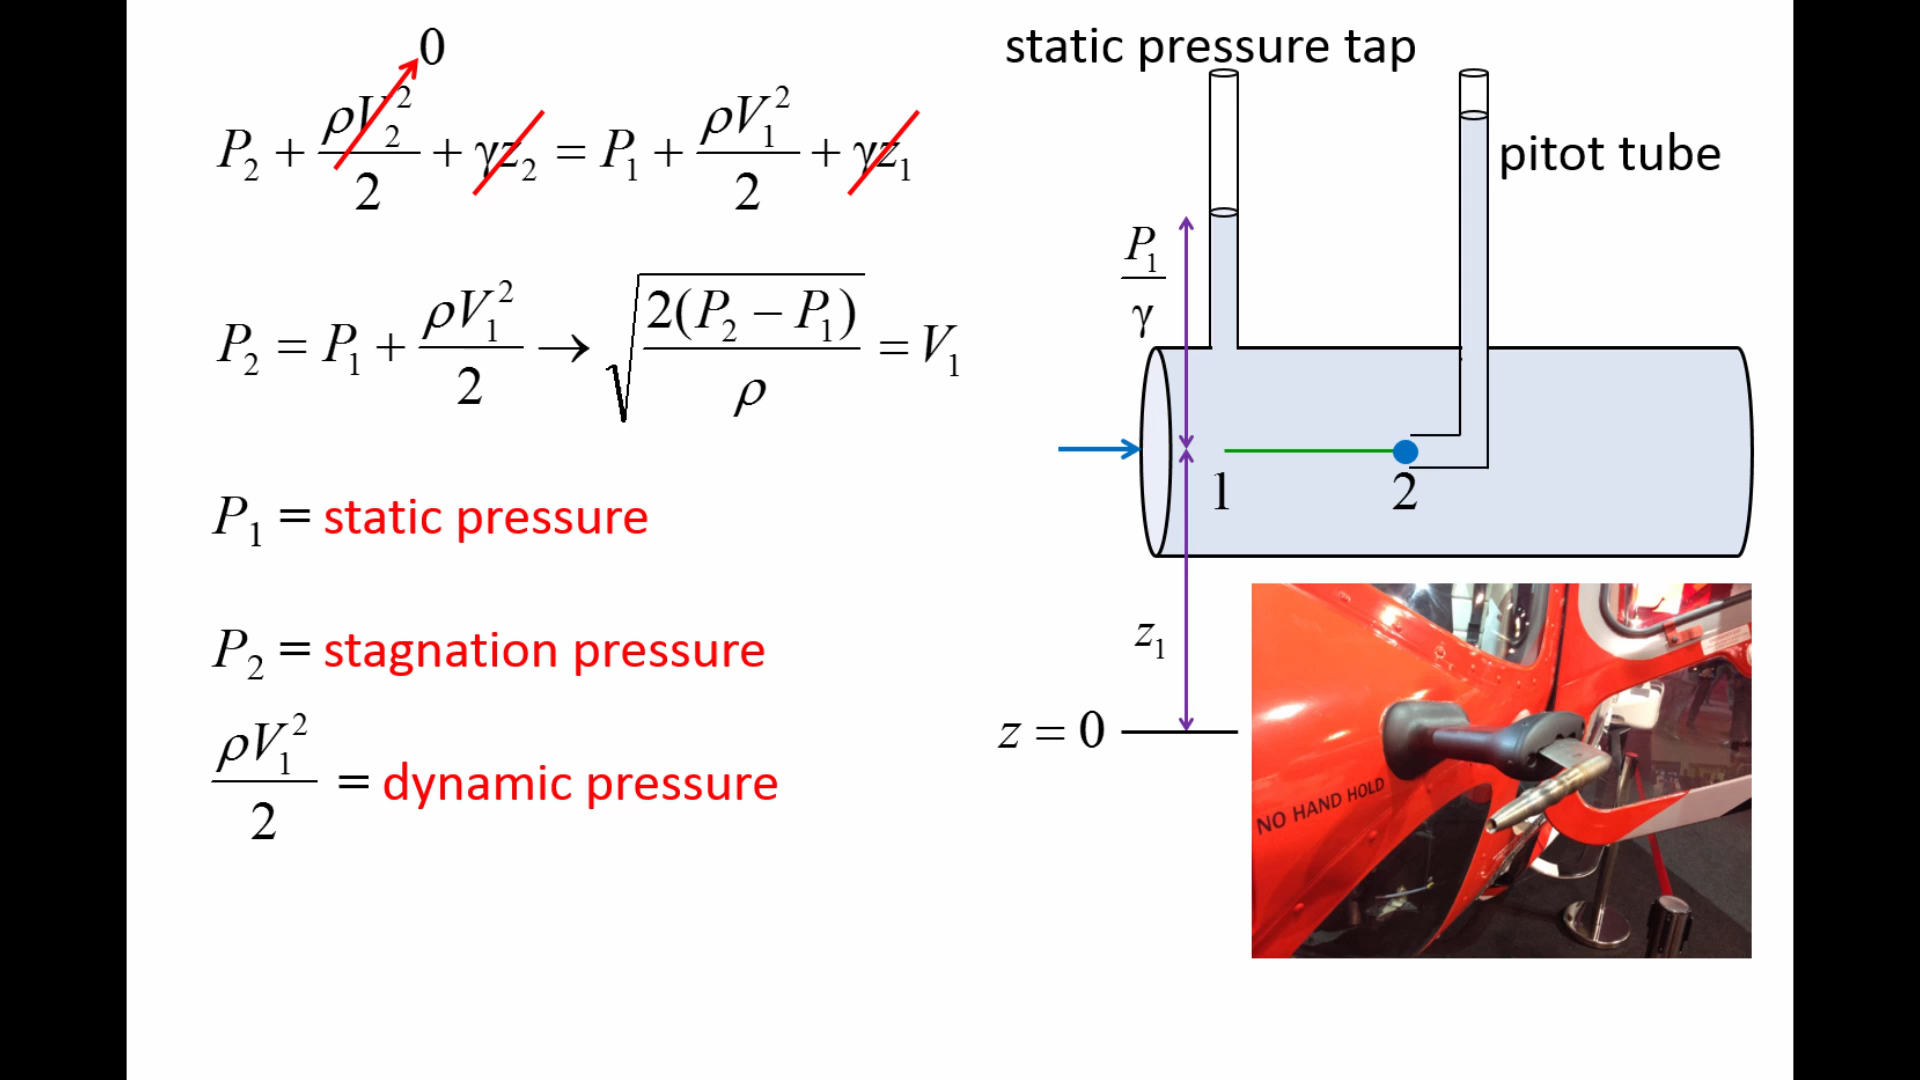 0
P₂ + ρV₂²/2 + γz₂ = P₁ + ρV₁²/2 + γz₁
P₂ = P₁ + ρV₁²/2 → √(2(P₂ − P₁)/ρ) = V₁
P₁ = static pressure
P₂ = stagnation pressure
ρV₁²/2 = dynamic pressure
static pressure tap
pitot tube
P₁/γ
1
2
z₁
z = 0
NO HAND HOLD